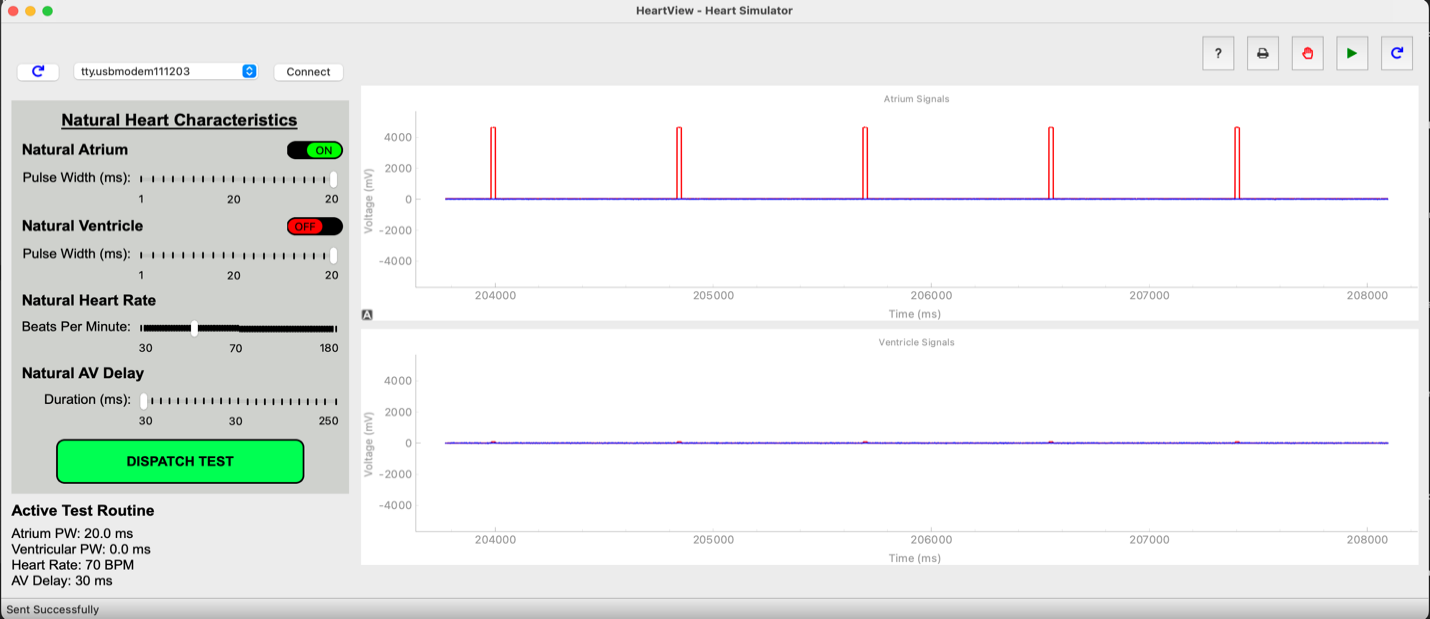 HeartView - Heart Simulator
?
tty.usbmodem111203
Connect
Natural Heart Characteristics
Natural Atrium
ON
Pulse Width (ms):
1 20 20
Natural Ventricle
OFF
Pulse Width (ms):
1 20 20
Natural Heart Rate
Beats Per Minute:
30 70 180
Natural AV Delay
Duration (ms):
30 30 250
DISPATCH TEST
Active Test Routine
Atrium PW: 20.0 ms
Ventricular PW: 0.0 ms
Heart Rate: 70 BPM
AV Delay: 30 ms
Sent Successfully
Atrium Signals
Voltage (mV)
4000
2000
0
-2000
-4000
204000 205000 206000 207000 208000
Time (ms)
A
Ventricle Signals
Voltage (mV)
4000
2000
0
-2000
-4000
204000 205000 206000 207000 208000
Time (ms)